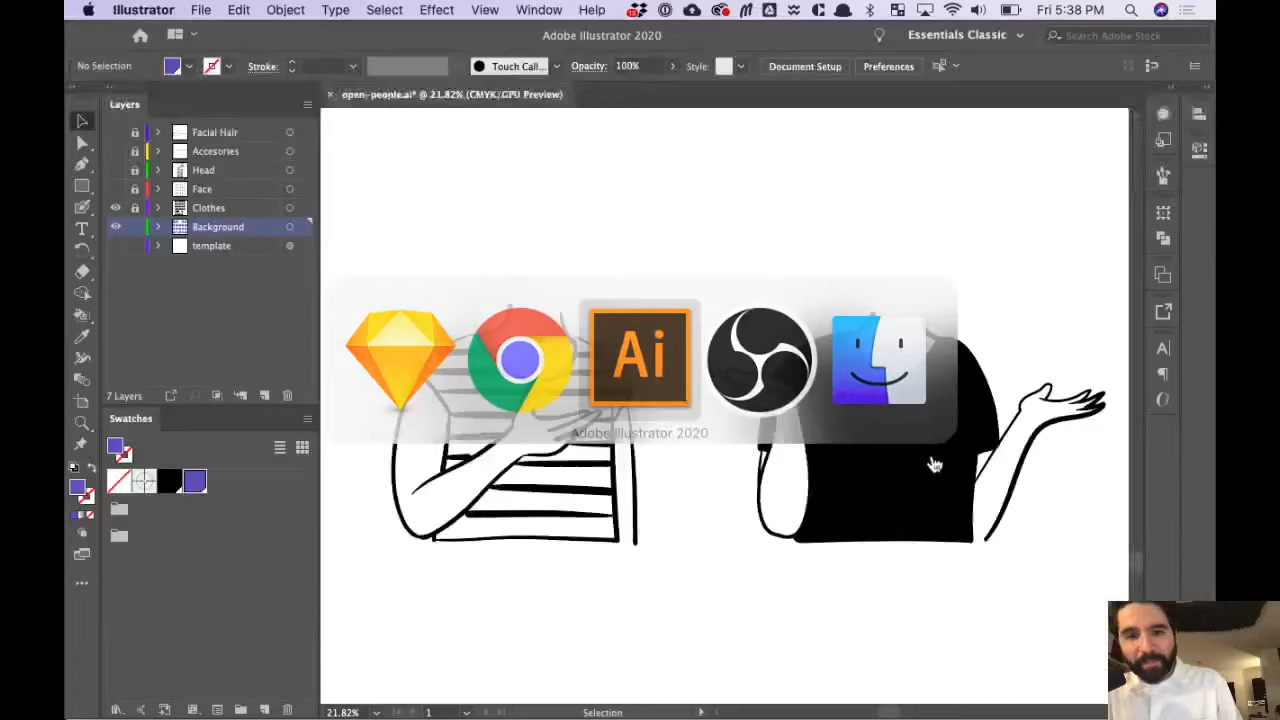 Illustrator File Edit Object Type Select Effect View Window Help Fri 5:38 PM
Adobe Illustrator 2020 Essentials Classic Search Adobe Stock
No Selection Stroke: Touch Call... Opacity: 100% Style: Document Setup Preferences
Layers
× open-people.ai* @ 21.82% (CMYK/GPU Preview)
Facial Hair
Accesories
Head
Face
Clothes
Background
template
Ai
Adobe Illustrator 2020
7 Layers
Swatches
21.82% 1 Selection